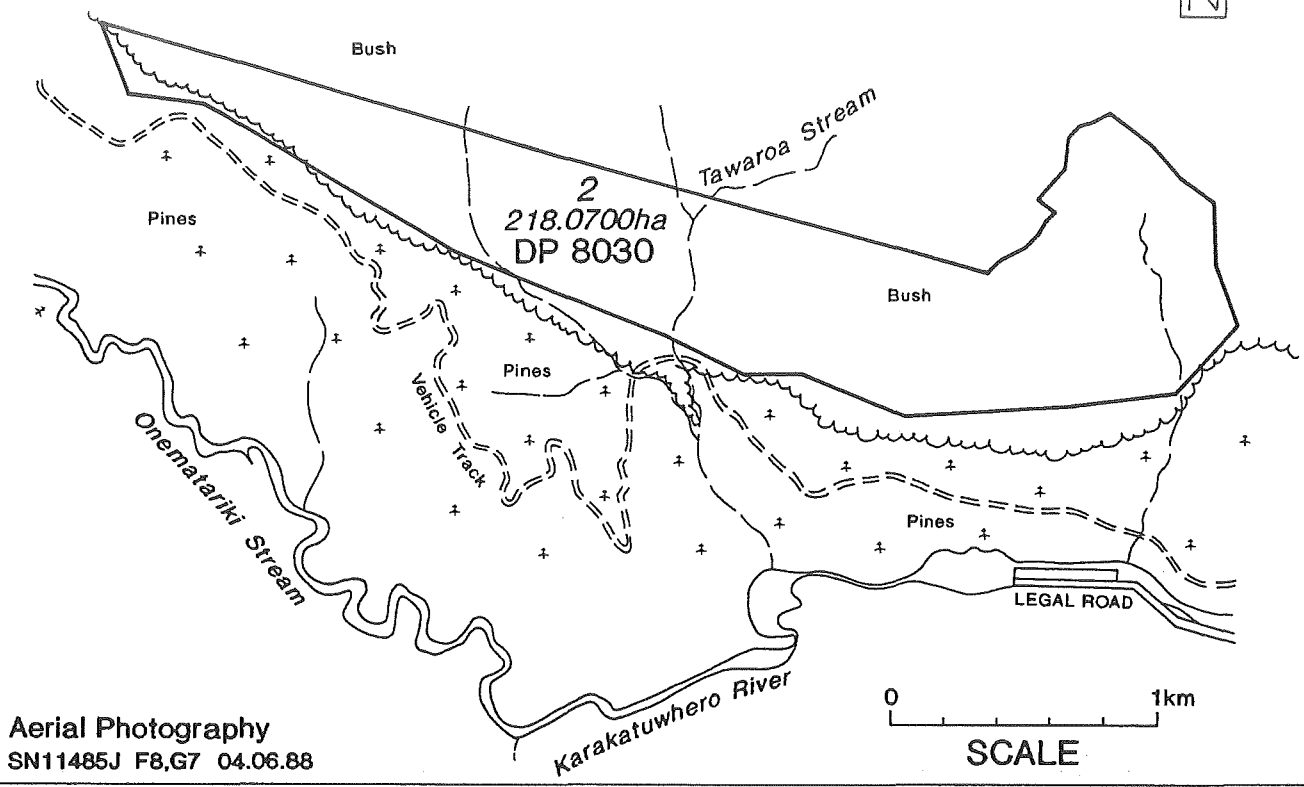 Bush
Tawaroa Stream
2
218.0700ha
DP 8030
Pines
Bush
Pines
Vehicle Track
Onematariki Stream
Pines
LEGAL ROAD
Karakatuwhero River
0 1km
SCALE
Aerial Photography
SN11485J F8,G7 04.06.88